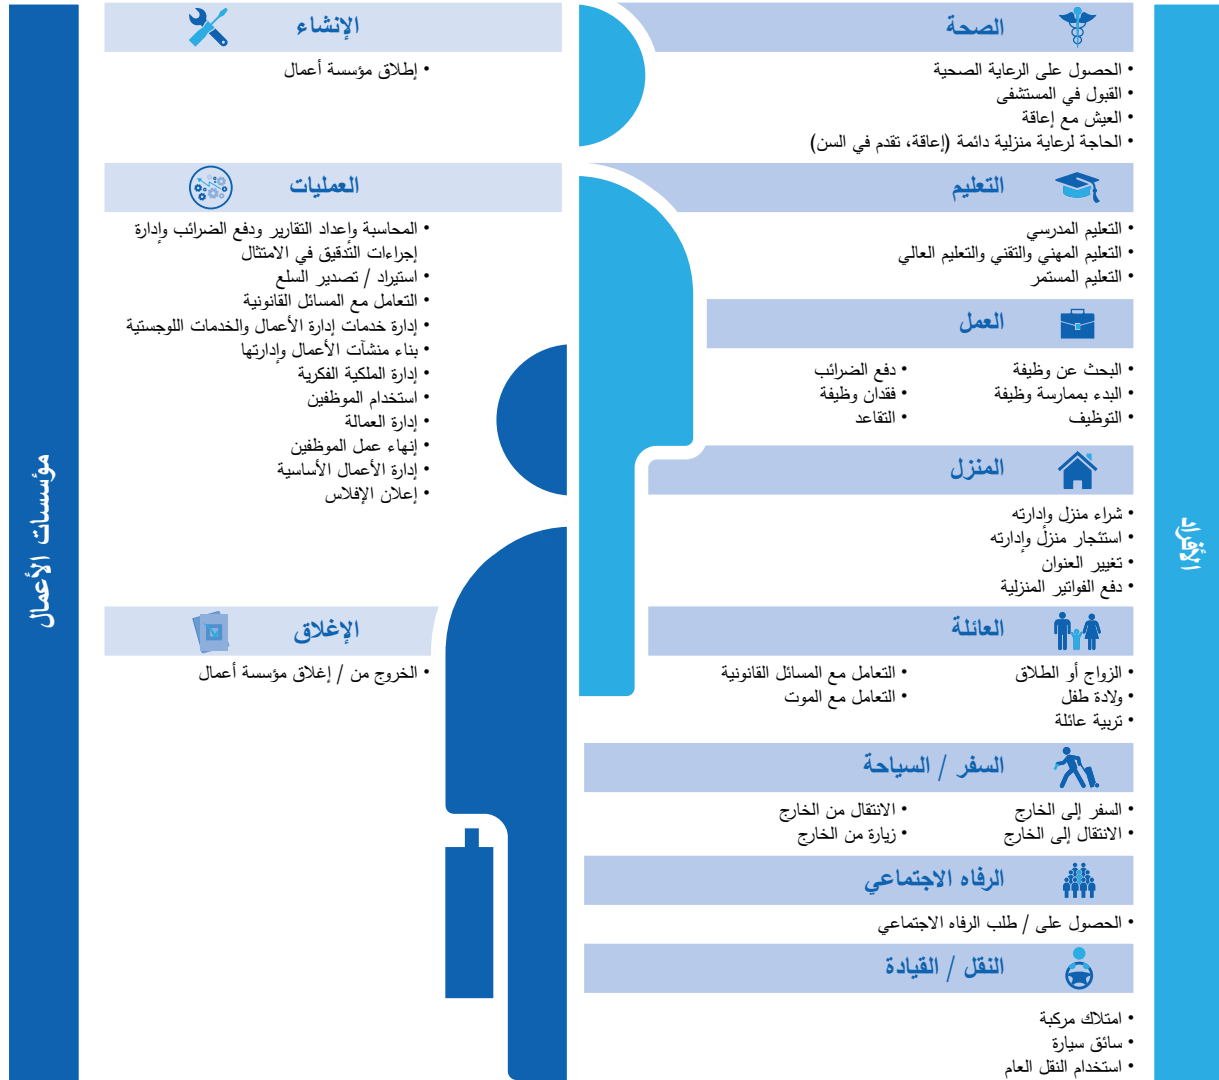 الأفراد
الصحة
• الحصول على الرعاية الصحية
• القبول في المستشفى
• العيش مع إعاقة
• الحاجة لرعاية منزلية دائمة (إعاقة، تقدم في السن)
التعليم
• التعليم المدرسي
• التعليم المهني والتقني والتعليم العالي
• التعليم المستمر
العمل
• البحث عن وظيفة
• البدء بممارسة وظيفة
• التوظيف
• دفع الضرائب
• فقدان وظيفة
• التقاعد
المنزل
• شراء منزل وإدارته
• استئجار منزل وإدارته
• تغيير العنوان
• دفع الفواتير المنزلية
العائلة
• الزواج أو الطلاق
• ولادة طفل
• تربية عائلة
• التعامل مع المسائل القانونية
• التعامل مع الموت
السفر / السياحة
• السفر إلى الخارج
• الانتقال إلى الخارج
• الانتقال من الخارج
• زيارة من الخارج
الرفاه الاجتماعي
• الحصول على / طلب الرفاه الاجتماعي
النقل / القيادة
• امتلاك مركبة
• سائق سيارة
• استخدام النقل العام
مؤسسات الأعمال
الإنشاء
• إطلاق مؤسسة أعمال
العمليات
• المحاسبة وإعداد التقارير ودفع الضرائب وإدارة
إجراءات التدقيق في الامتثال
• استيراد / تصدير السلع
• التعامل مع المسائل القانونية
• إدارة خدمات إدارة الأعمال والخدمات اللوجستية
• بناء منشآت الأعمال وإدارتها
• إدارة الملكية الفكرية
• استخدام الموظفين
• إدارة العمالة
• إنهاء عمل الموظفين
• إدارة الأعمال الأساسية
• إعلان الإفلاس
الإغلاق
• الخروج من / إغلاق مؤسسة أعمال